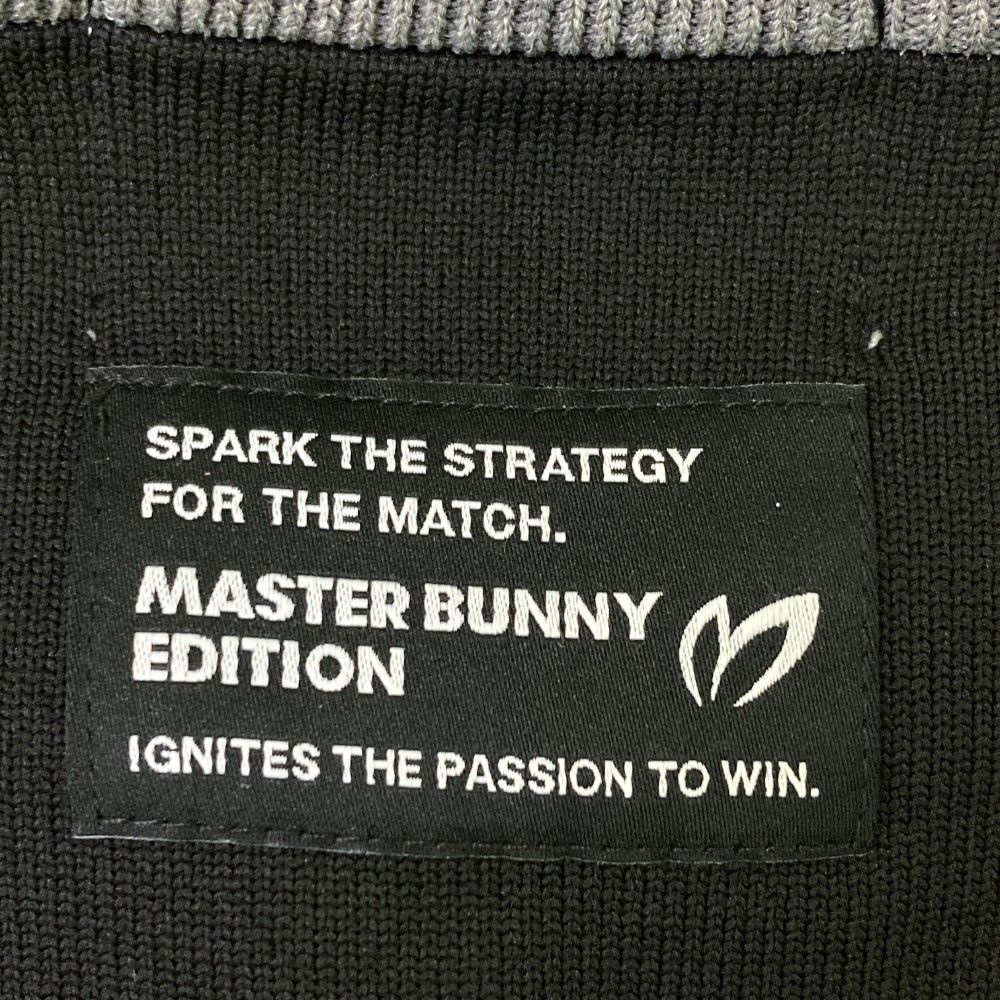 SPARK THE STRATEGY
FOR THE MATCH.
MASTER BUNNY
EDITION
IGNITES THE PASSION TO WIN.